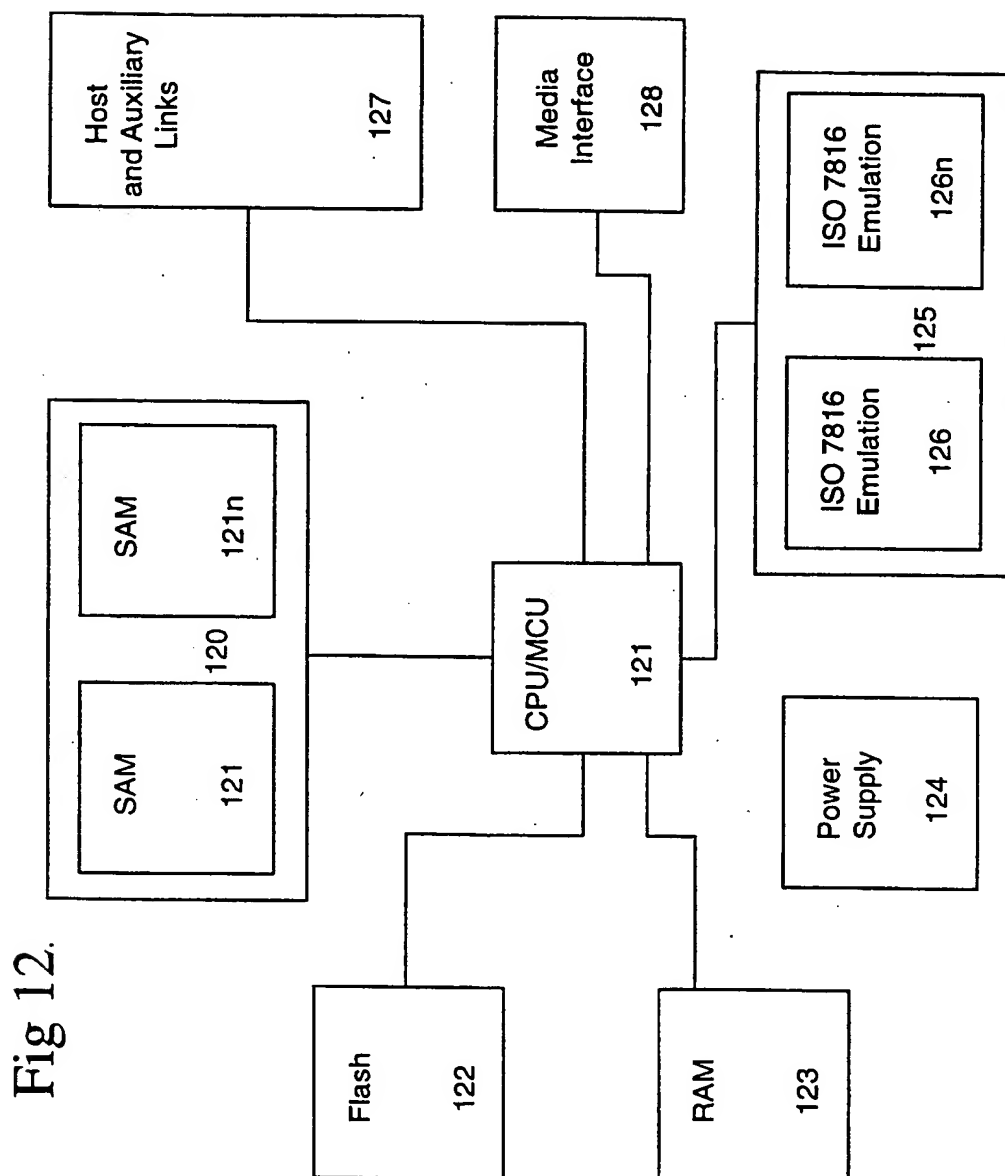 Fig 12.
SAM
121
120
SAM
121n
Host
and Auxiliary
Links
127
Flash
122
CPU/MCU
121
Media
Interface
128
RAM
123
Power
Supply
124
ISO 7816
Emulation
126
125
ISO 7816
Emulation
126n